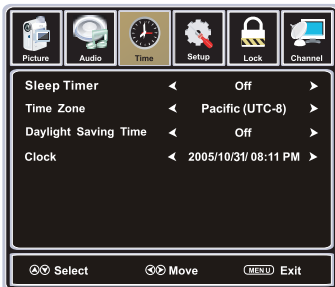 Picture Audio Time Setup Lock Channel
Sleep Timer Off
Time Zone Pacific (UTC-8)
Daylight Saving Time Off
Clock 2005/10/31/ 08:11 PM
Select Move MENU Exit